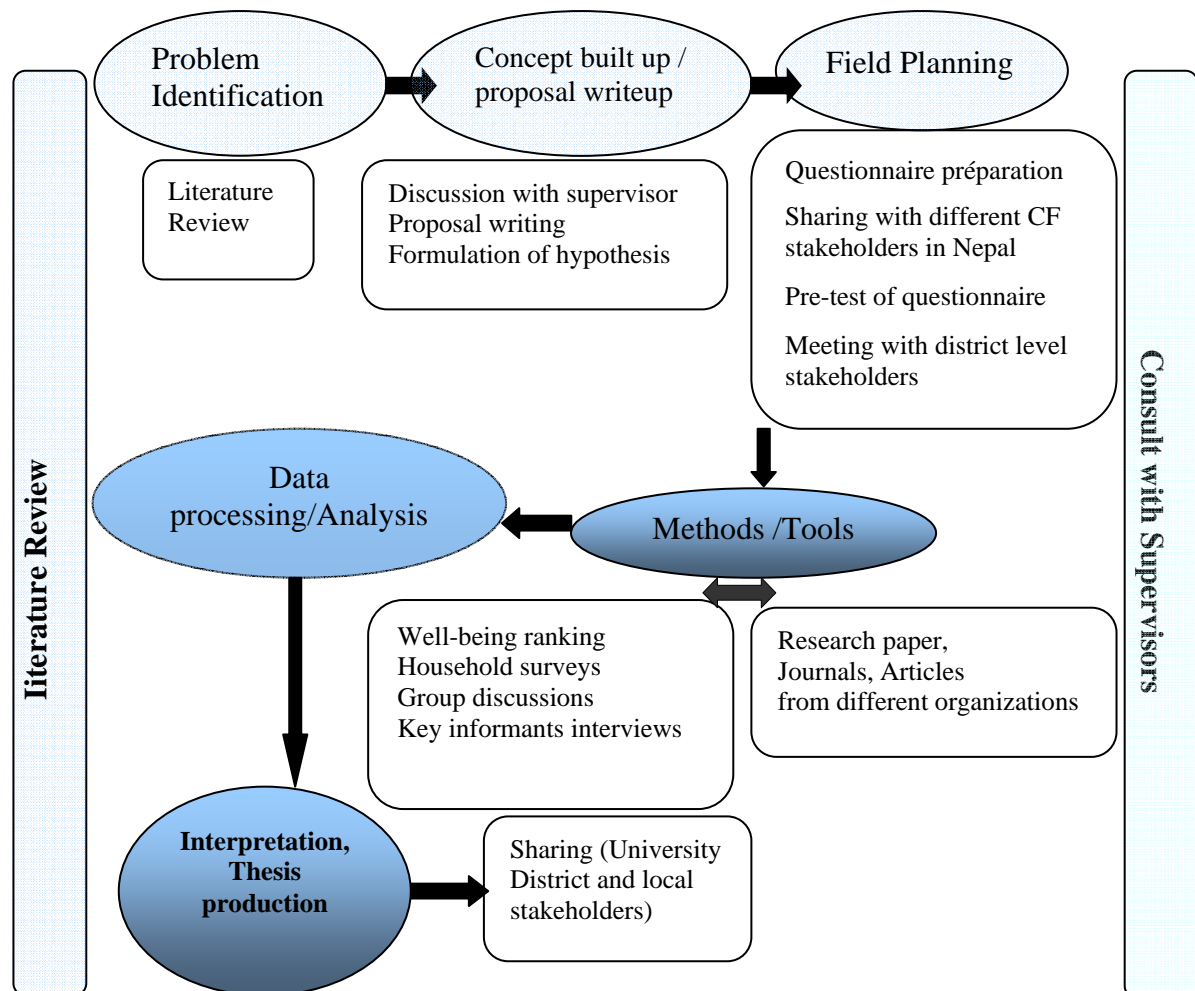 Problem
Identification
Concept built up /
proposal writeup
Field Planning
Literature
Review
Discussion with supervisor
Proposal writing
Formulation of hypothesis
Questionnaire préparation
Sharing with different CF
stakeholders in Nepal
Pre-test of questionnaire
Meeting with district level
stakeholders
Data
processing/Analysis
Methods /Tools
Well-being ranking
Household surveys
Group discussions
Key informants interviews
Research paper,
Journals, Articles
from different organizations
Interpretation,
Thesis
production
Sharing (University
District and local
stakeholders)
Iiterature Review
Consult with Supervisors